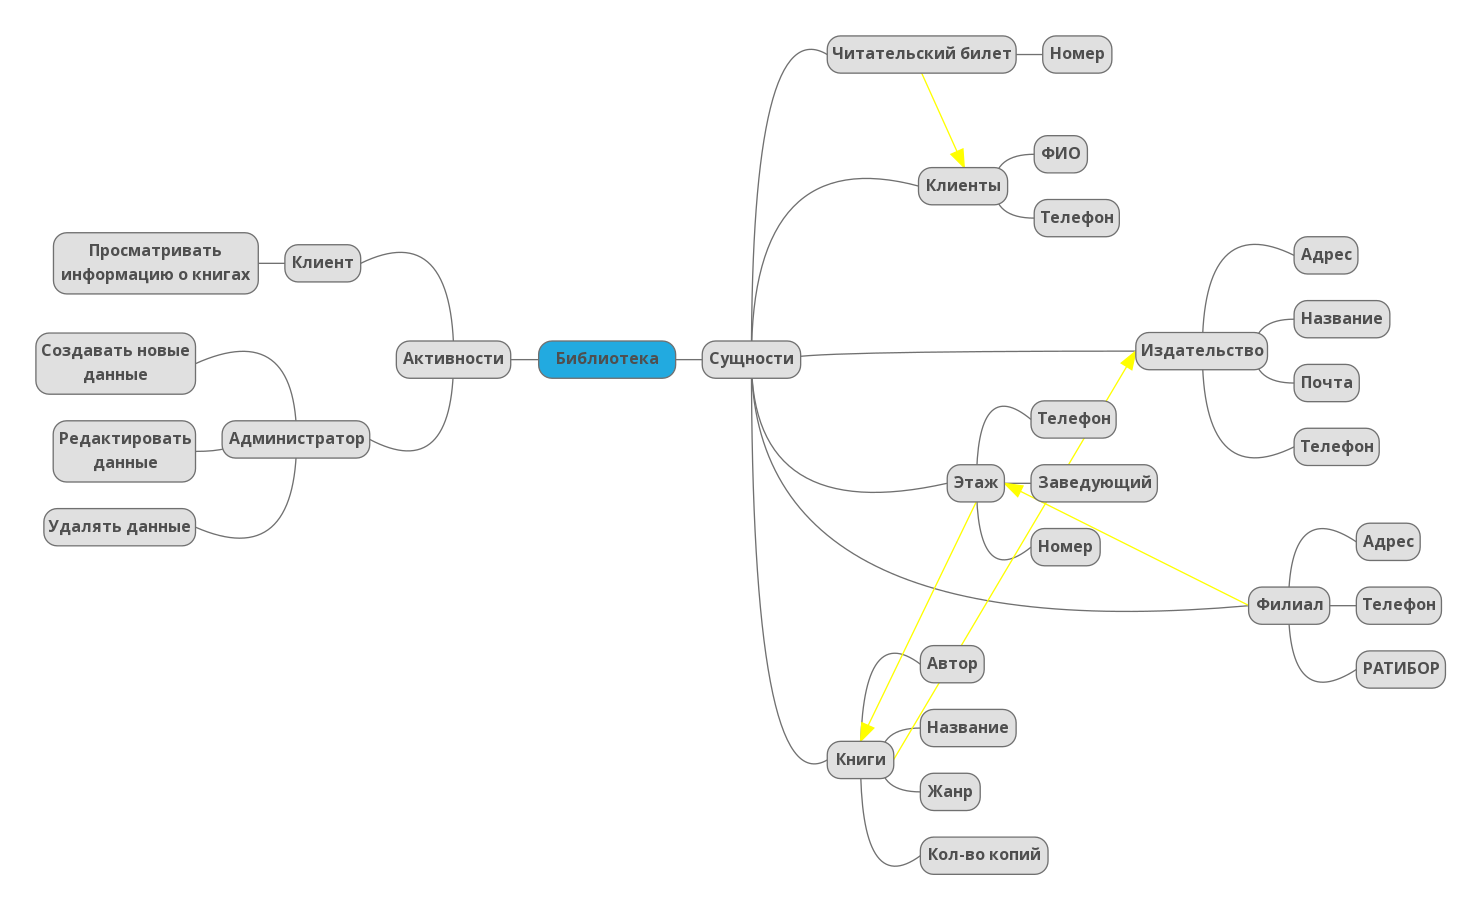 Читательский билет
Номер
ФИО
Клиенты
Телефон
Просматривать
информацию о книгах
Клиент
Адрес
Название
Создавать новые
данные
Активности
Библиотека
Сущности
Издательство
Почта
Телефон
Редактировать
данные
Администратор
Телефон
Этаж
Заведующий
Номер
Удалять данные
Адрес
Филиал
Телефон
РАТИБОР
Автор
Название
Книги
Жанр
Кол-во копий